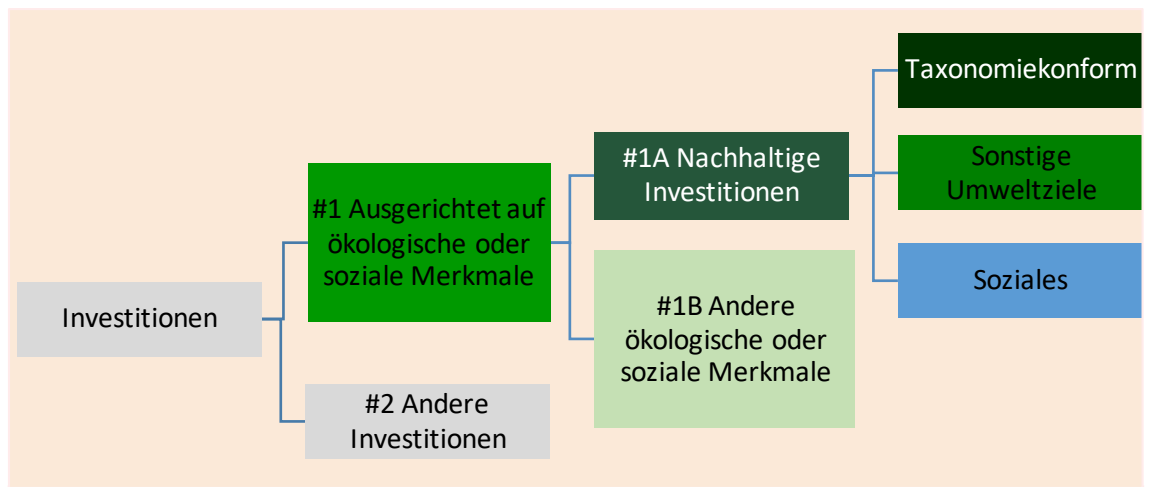 Investitionen
#1 Ausgerichtet auf
ökologische oder
soziale Merkmale
#2 Andere
Investitionen
#1A Nachhaltige
Investitionen
#1B Andere
ökologische oder
soziale Merkmale
Taxonomiekonform
Sonstige
Umweltziele
Soziales